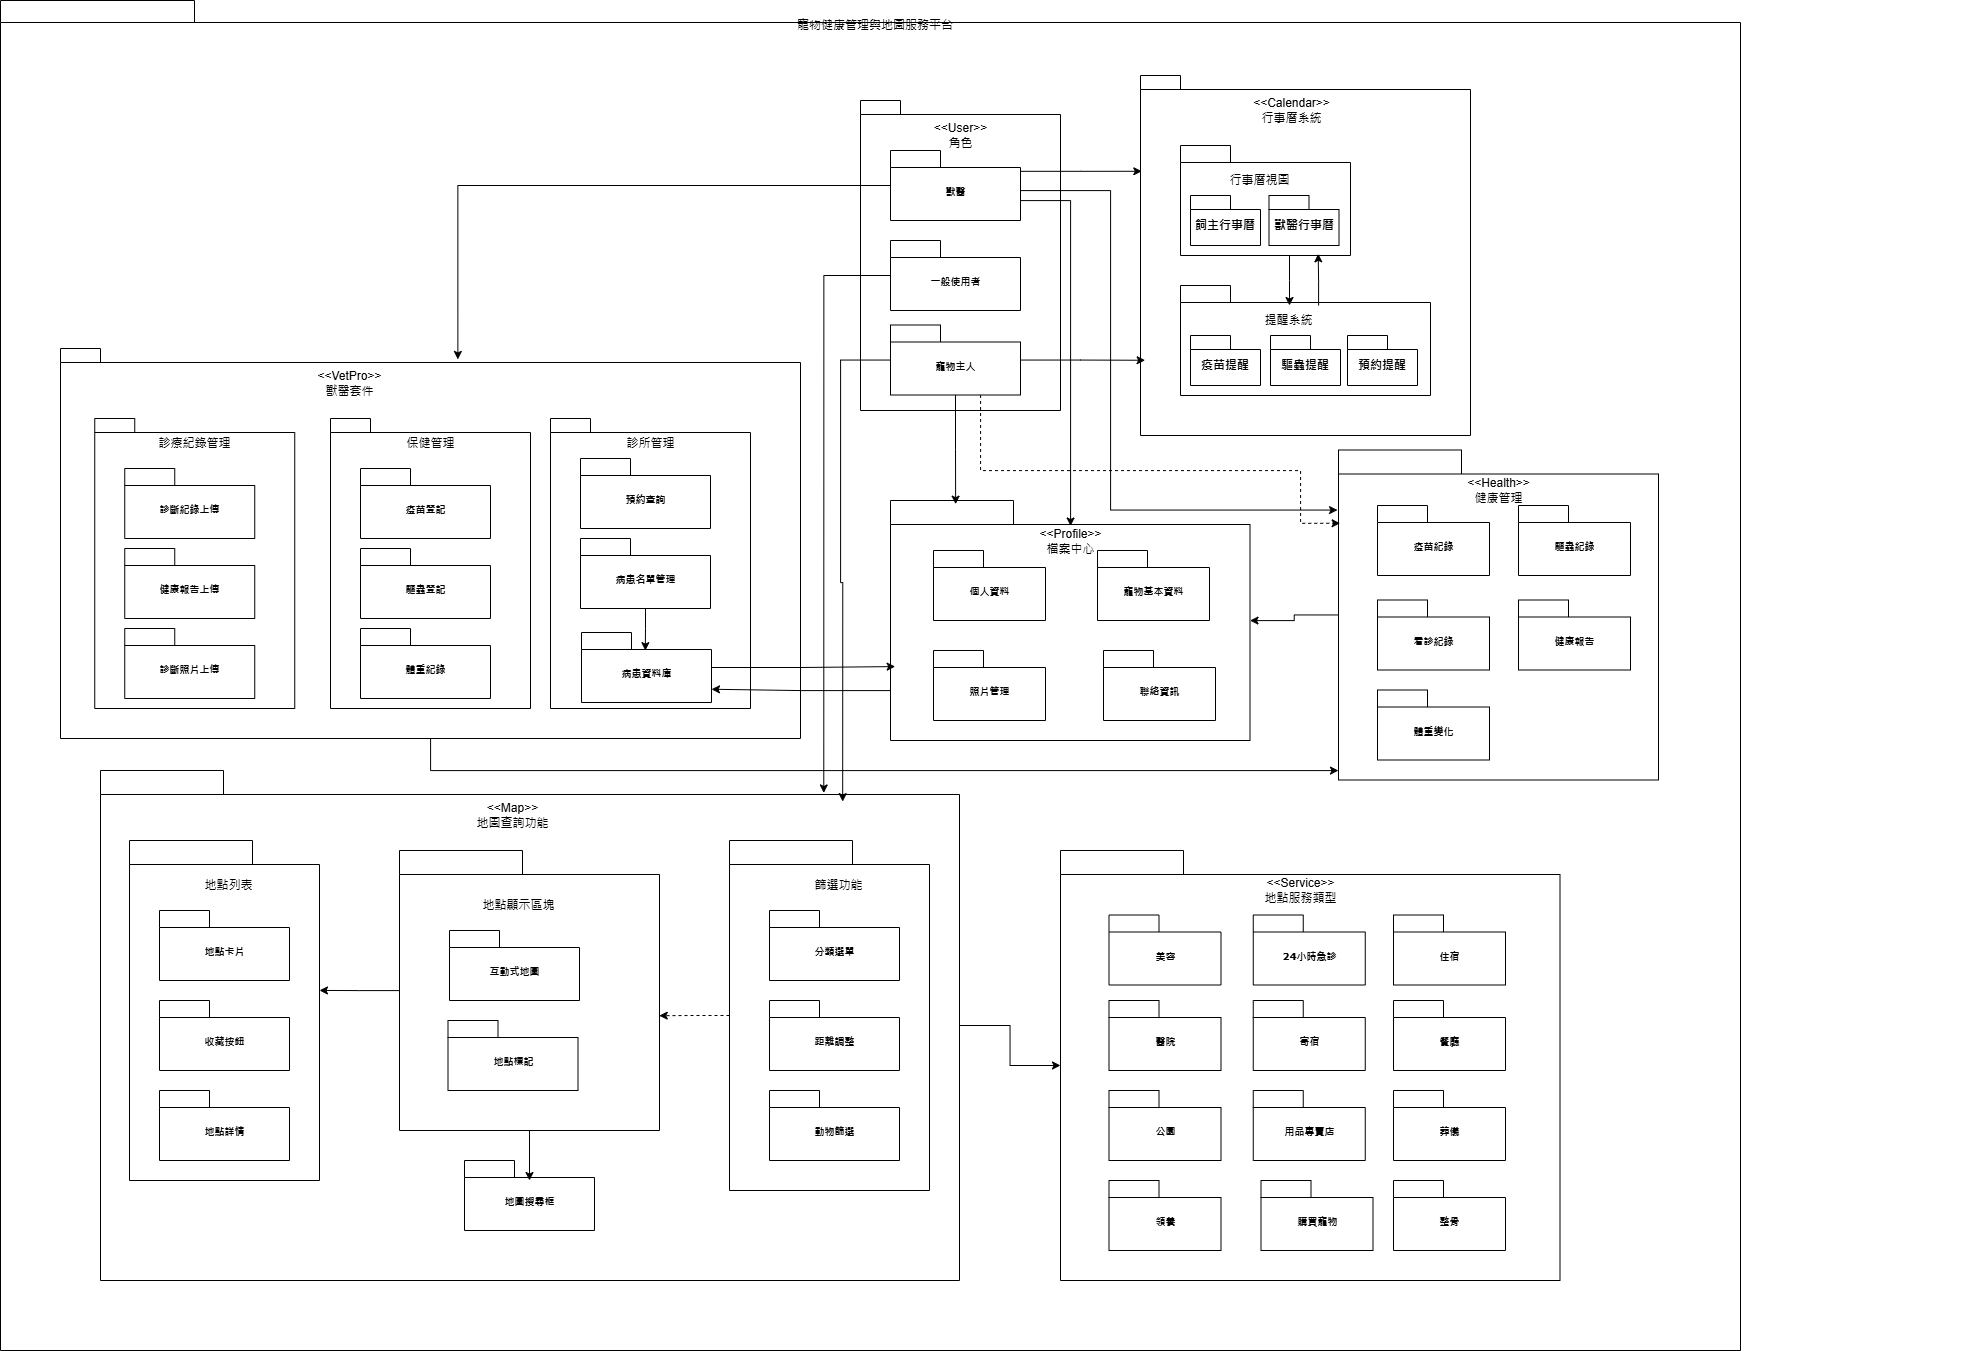 寵物健康管理與地圖服務平台
<<User>>
角色
獸醫
一般使用者
寵物主人
<<Calendar>>
行事曆系統
行事曆視圖
飼主行事曆
獸醫行事曆
提醒系統
疫苗提醒
驅蟲提醒
預約提醒
<<VetPro>>
獸醫套件
診療紀錄管理
診斷紀錄上傳
健康報告上傳
診斷照片上傳
保健管理
疫苗登記
驅蟲登記
體重紀錄
診所管理
預約查詢
病患名單管理
病患資料庫
<<Profile>>
檔案中心
個人資料
寵物基本資料
照片管理
聯絡資訊
<<Health>>
健康管理
疫苗紀錄
驅蟲紀錄
看診紀錄
健康報告
體重變化
<<Map>>
地圖查詢功能
地點列表
地點卡片
收藏按鈕
地點詳情
地點顯示區塊
互動式地圖
地點標記
地圖搜尋框
篩選功能
分類選單
距離調整
動物篩選
<<Service>>
地點服務類型
美容
24小時急診
住宿
醫院
寄宿
餐廳
公園
用品專賣店
葬儀
領養
購買寵物
整骨